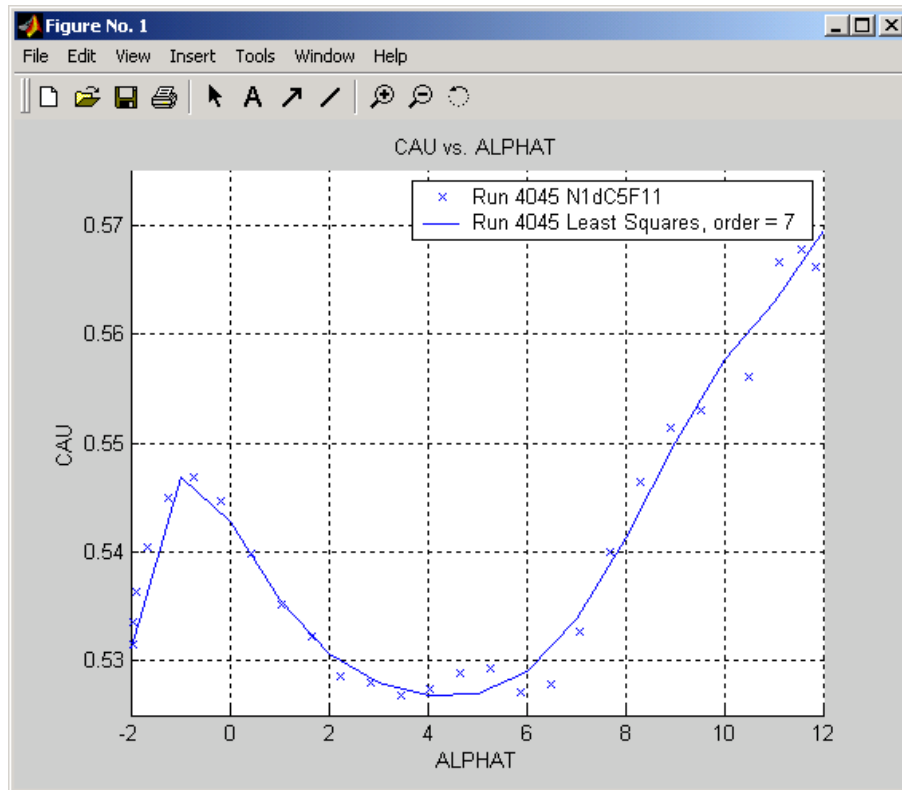 Figure No. 1
File Edit View Insert Tools Window Help
A
CAU vs. ALPHAT
Run 4045 N1dC5F11
Run 4045 Least Squares, order = 7
0.57
0.56
0.55
0.54
0.53
CAU
-2 0 2 4 6 8 10 12
ALPHAT